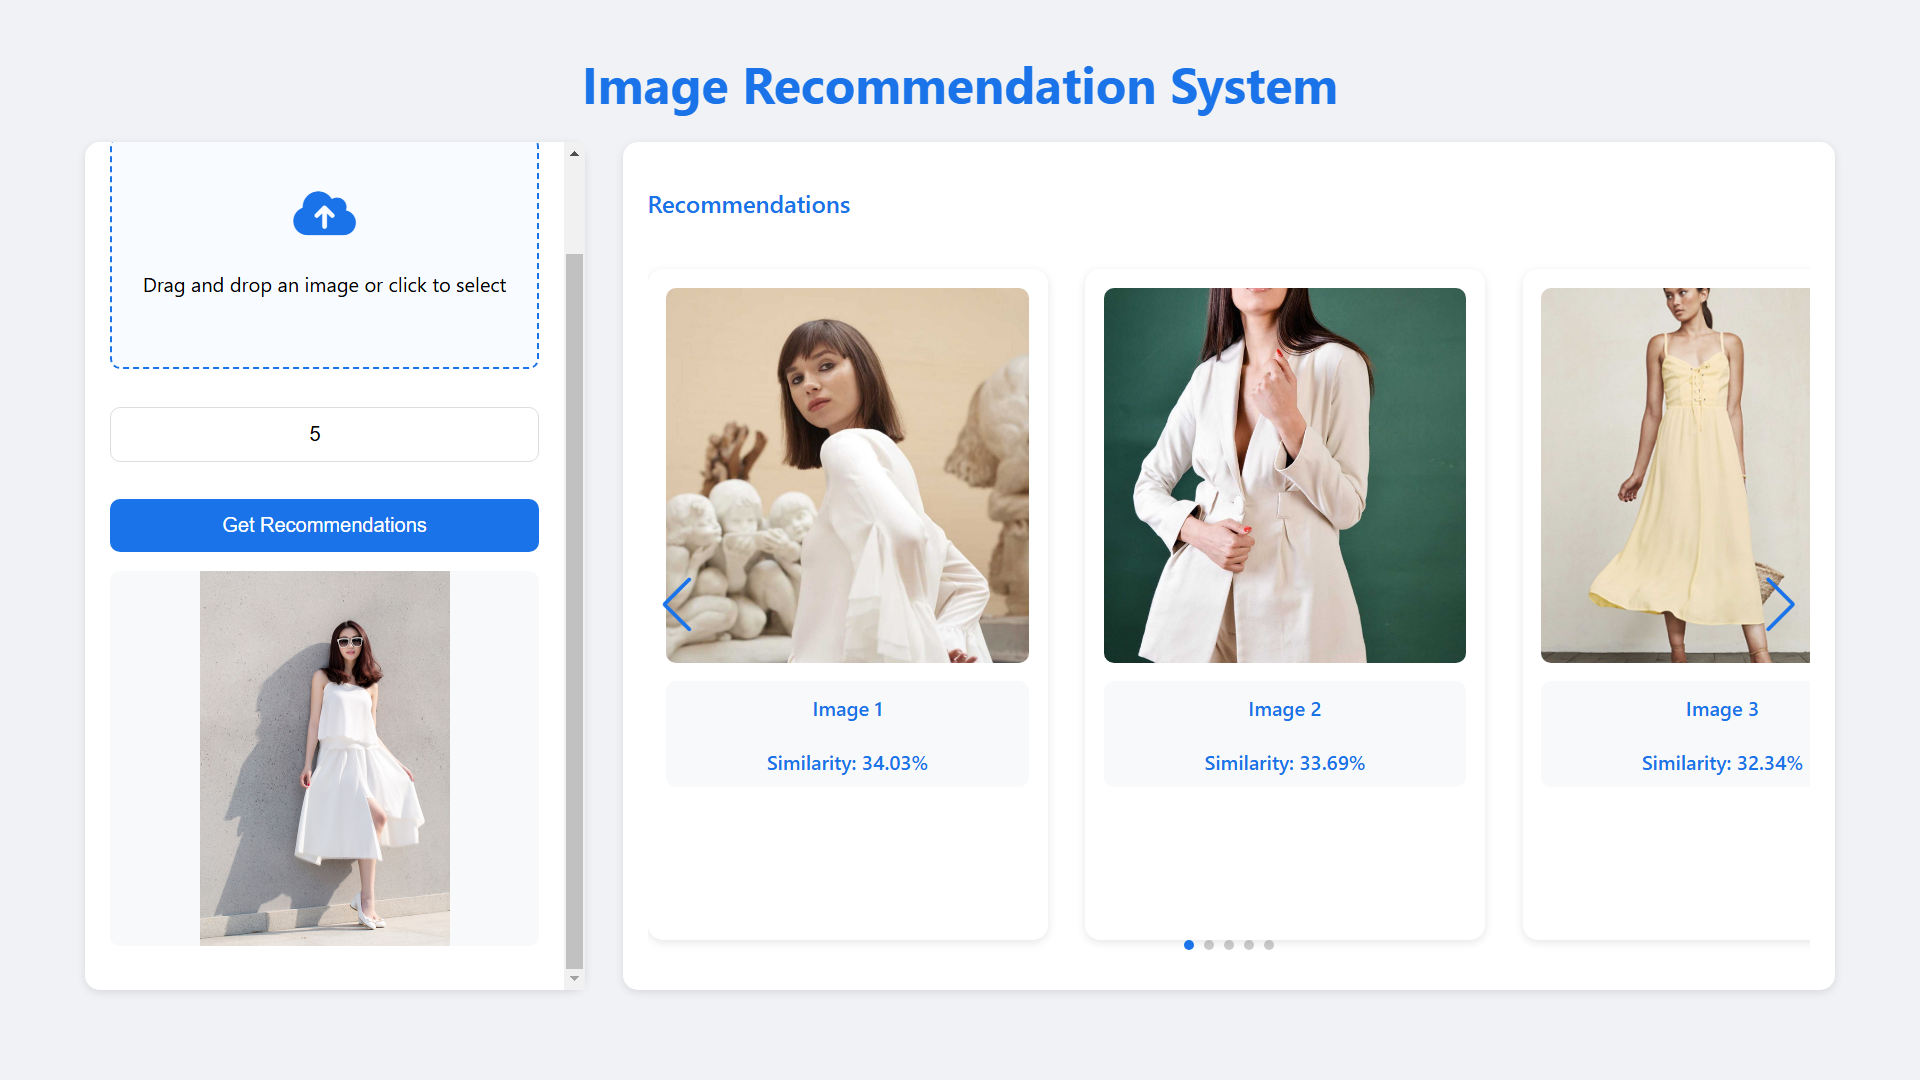 Image Recommendation System
Drag and drop an image or click to select
5
Get Recommendations
Recommendations
Image 1
Similarity: 34.03%
Image 2
Similarity: 33.69%
Image 3
Similarity: 32.34%